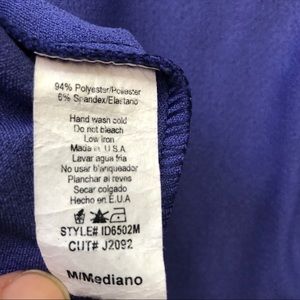 94% Polyester/Poliester
6% Spandex/Elastano
Hand wash cold
Do not bleach
Low iron
Made in U.S.A
Lavar agua fria
No usar blanqueador
Planchar al reves
Secar colgado
Hecho en E.U.A
STYLE# ID6502M
CUT# J2092
M/Mediano